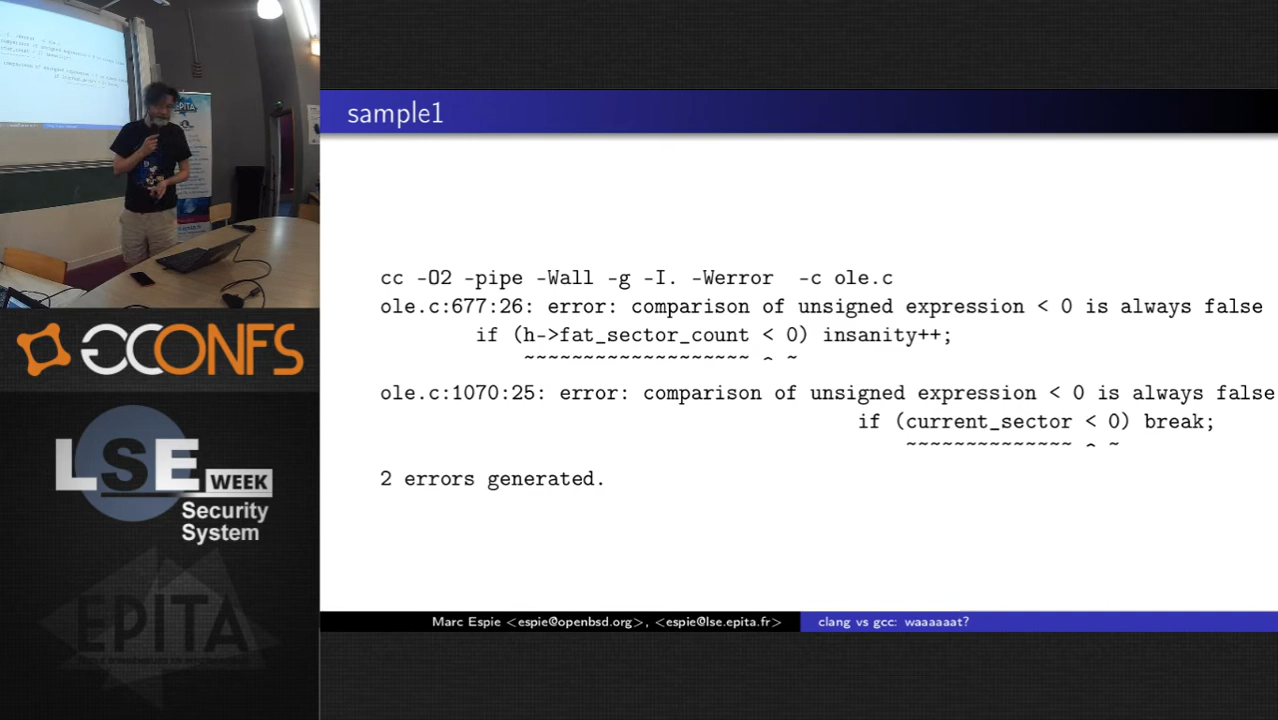 sample1
cc -O2 -pipe -Wall -g -I. -Werror -c ole.c
ole.c:677:26: error: comparison of unsigned expression < 0 is always false
if (h->fat_sector_count < 0) insanity++;
~~~~~~~~~~~~~~~~~~~ ^ ~
ole.c:1070:25: error: comparison of unsigned expression < 0 is always false
if (current_sector < 0) break;
~~~~~~~~~~~~~~ ^ ~
2 errors generated.
Marc Espie <espie@openbsd.org>, <espie@lse.epita.fr>
clang vs gcc: waaaaaat?
EPITA
CONFS
LSE WEEK
Security
System
EPITA